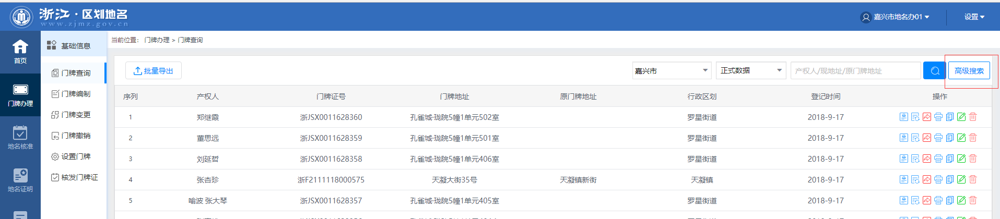 浙江·区划地名
www.zjmz.gov.cn
嘉兴市地名办01
设置
首页
门牌办理
地名核准
地名证明
基础信息
门牌查询
门牌编制
门牌变更
门牌撤销
设置门牌
核发门牌证
当前位置： 门牌办理 > 门牌查询
批量导出
嘉兴市
正式数据
产权人/现地址/原门牌地址
高级搜索
序列 产权人 门牌证号 门牌地址 原门牌地址 行政区划 登记时间 操作
1 郑继霞 浙JSX0011628360 孔雀城·珑院5幢1单元502室 罗星街道 2018-9-17
2 董思远 浙JSX0011628359 孔雀城·珑院5幢1单元501室 罗星街道 2018-9-17
3 刘延哲 浙JSX0011628358 孔雀城·珑院5幢1单元406室 罗星街道 2018-9-17
4 张杏珍 浙F2111118000575 天凝大街35号 天凝镇新街 天凝镇 2018-9-17
5 喻波 张大琴 浙JSX0011628357 孔雀城·珑院5幢1单元405室 罗星街道 2018-9-17